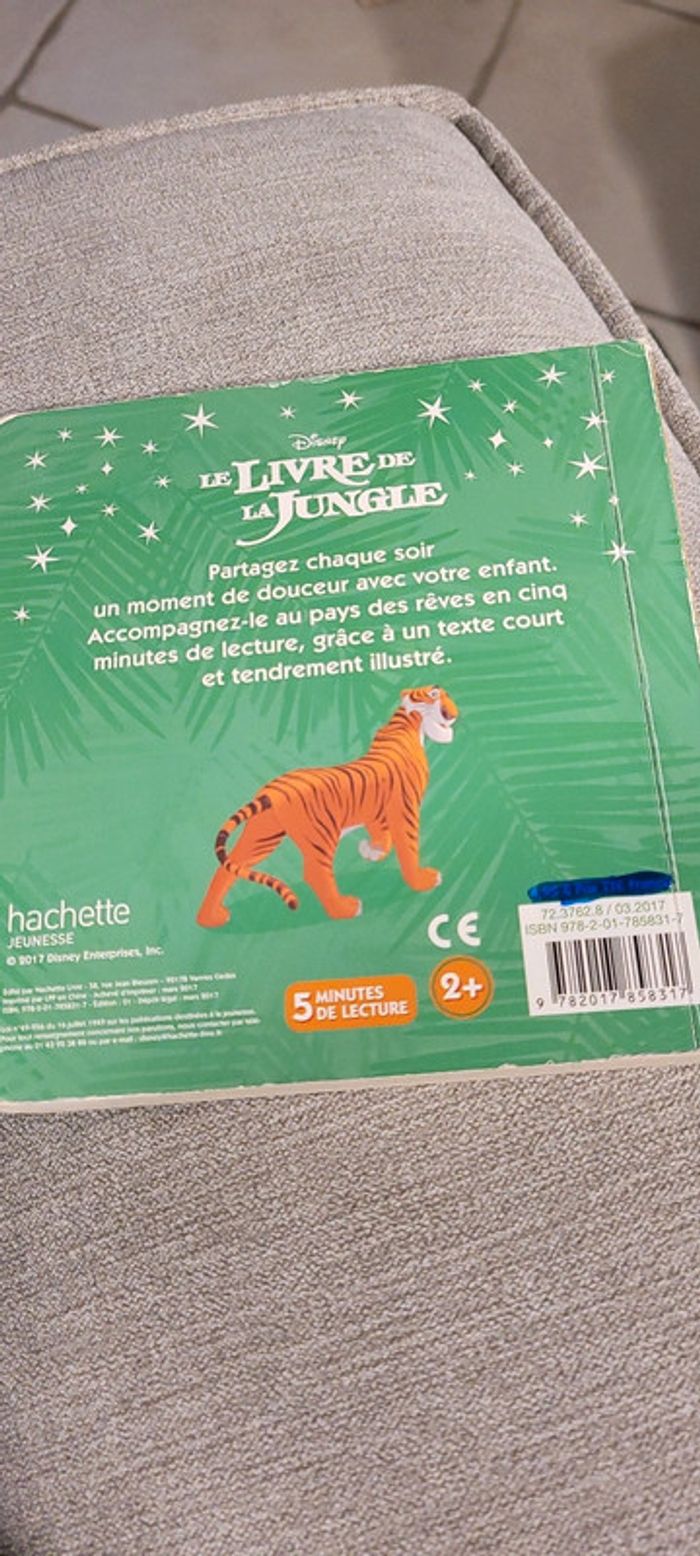 Disney
LE LIVRE DE
LA JUNGLE
Partagez chaque soir
un moment de douceur avec votre enfant.
Accompagnez-le au pays des rêves en cinq
minutes de lecture, grâce à un texte court
et tendrement illustré.
hachette
JEUNESSE
© 2017 Disney Enterprises, Inc.
CE
5 MINUTES
DE LECTURE
2+
72.3762.8 / 03.2017
ISBN 978-2-01-785831-7
9 782017 858317